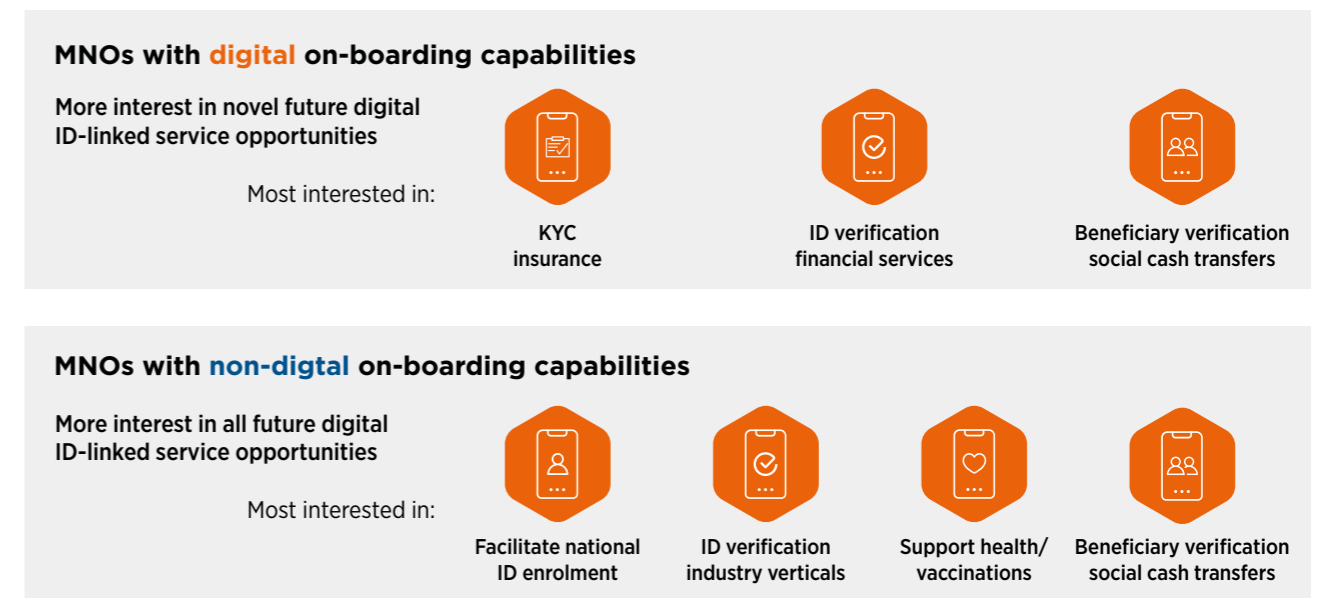 MNOs with digital on-boarding capabilities
More interest in novel future digital
ID-linked service opportunities
Most interested in:
KYC
insurance
ID verification
financial services
Beneficiary verification
social cash transfers
MNOs with non-digtal on-boarding capabilities
More interest in all future digital
ID-linked service opportunities
Most interested in:
Facilitate national
ID enrolment
ID verification
industry verticals
Support health/
vaccinations
Beneficiary verification
social cash transfers